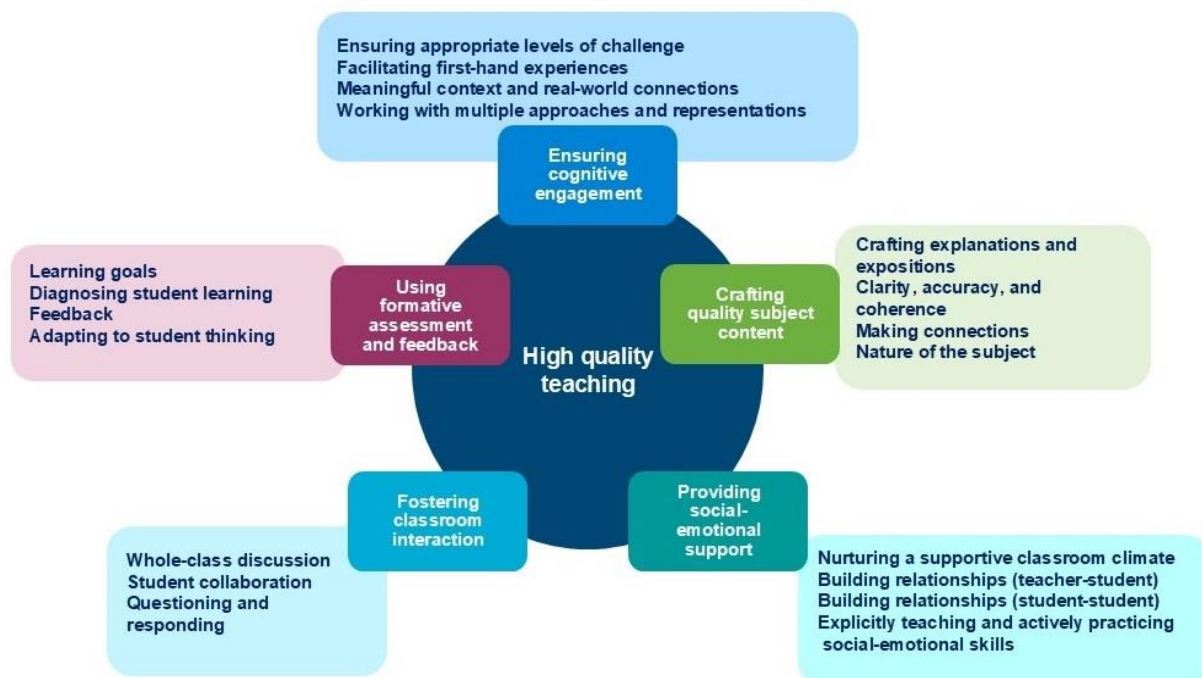 Ensuring appropriate levels of challenge
Facilitating first-hand experiences
Meaningful context and real-world connections
Working with multiple approaches and representations
Ensuring
cognitive
engagement
Learning goals
Diagnosing student learning
Feedback
Adapting to student thinking
Using
formative
assessment
and feedback
High quality
teaching
Crafting
quality subject
content
Crafting explanations and
expositions
Clarity, accuracy, and
coherence
Making connections
Nature of the subject
Fostering
classroom
interaction
Whole-class discussion
Student collaboration
Questioning and
responding
Providing
social-
emotional
support
Nurturing a supportive classroom climate
Building relationships (teacher-student)
Building relationships (student-student)
Explicitly teaching and actively practicing
social-emotional skills